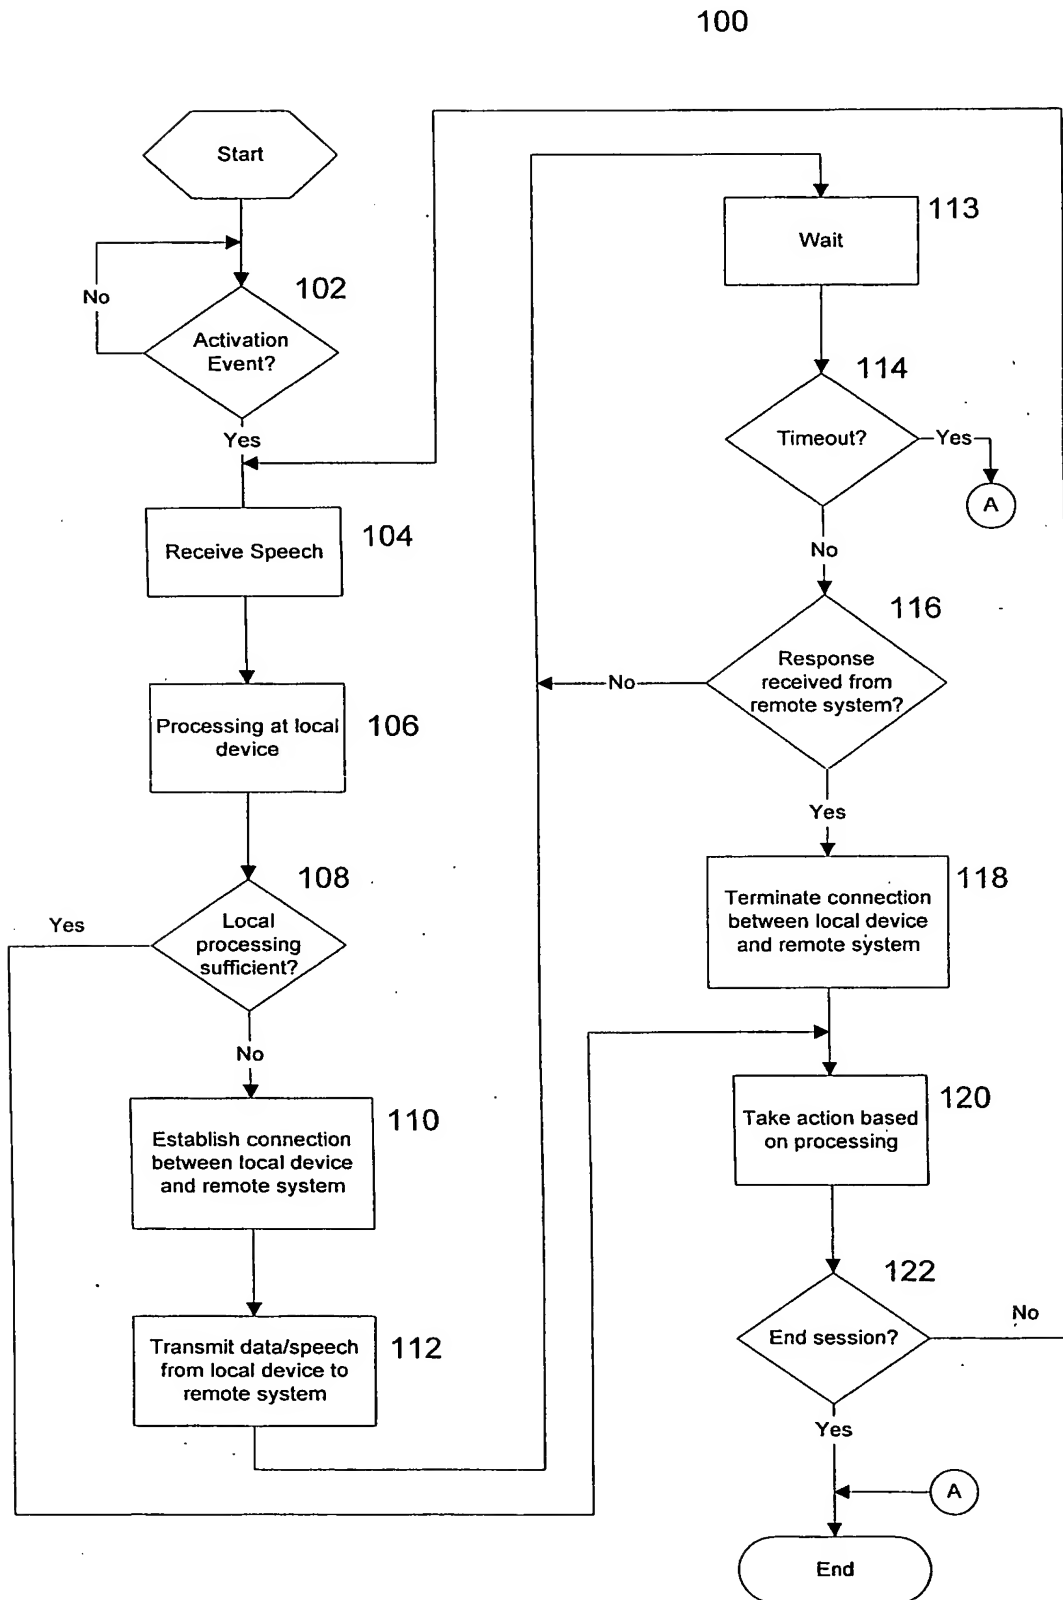 100
Start
No
102
Activation
Event?
Yes
Receive Speech
104
Processing at local
device
106
108
Yes
Local
processing
sufficient?
No
110
Establish connection
between local device
and remote system
Transmit data/speech
from local device to
remote system
112
Wait
113
114
Timeout?
Yes
A
No
116
Response
received from
remote system?
No
Yes
Terminate connection
between local device
and remote system
118
Take action based
on processing
120
122
End session?
No
Yes
A
End